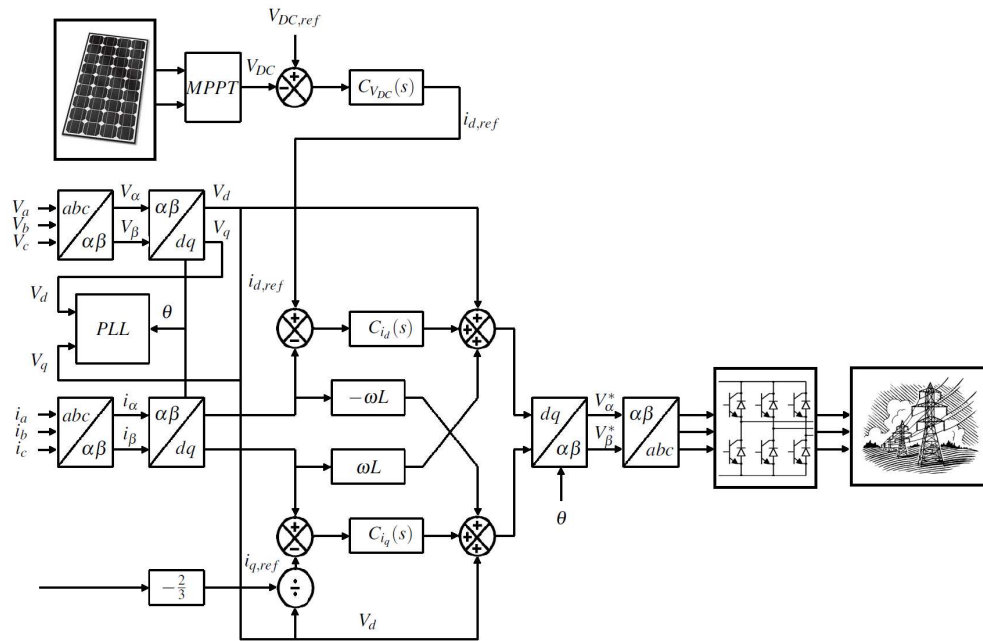 V_{DC,ref}
V_{DC}
MPPT
C_{V_{DC}}(s)
i_{d,ref}
V_α
V_d
V_a
V_b
V_c
abc
αβ
V_β
αβ
dq
V_q
V_d
PLL
θ
V_q
i_{d,ref}
C_{i_d}(s)
i_a
i_b
i_c
abc
αβ
i_α
i_β
αβ
dq
−ωL
ωL
dq
αβ
V_α^*
V_β^*
αβ
abc
θ
C_{i_q}(s)
i_{q,ref}
−2/3
÷
V_d